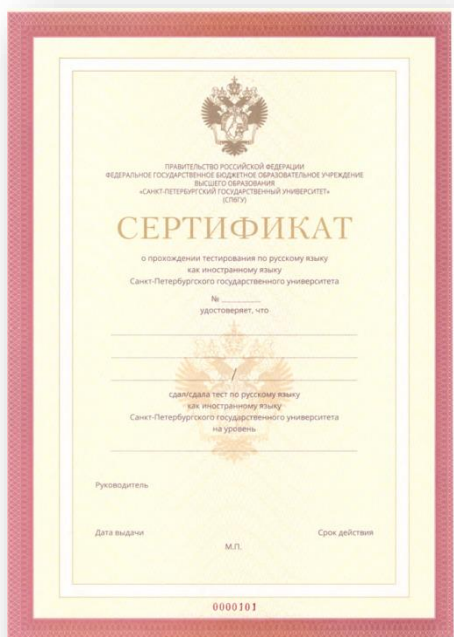 ПРАВИТЕЛЬСТВО РОССИЙСКОЙ ФЕДЕРАЦИИ
ФЕДЕРАЛЬНОЕ ГОСУДАРСТВЕННОЕ БЮДЖЕТНОЕ ОБРАЗОВАТЕЛЬНОЕ УЧРЕЖДЕНИЕ
ВЫСШЕГО ОБРАЗОВАНИЯ
«САНКТ-ПЕТЕРБУРГСКИЙ ГОСУДАРСТВЕННЫЙ УНИВЕРСИТЕТ»
(СПбГУ)
СЕРТИФИКАТ
о прохождении тестирования по русскому языку
как иностранному языку
Санкт-Петербургского государственного университета
№ ________
удостоверяет, что
/
сдал/сдала тест по русскому языку
как иностранному языку
Санкт-Петербургского государственного университета
на уровень
Руководитель
Дата выдачи Срок действия
М.П.
0000101